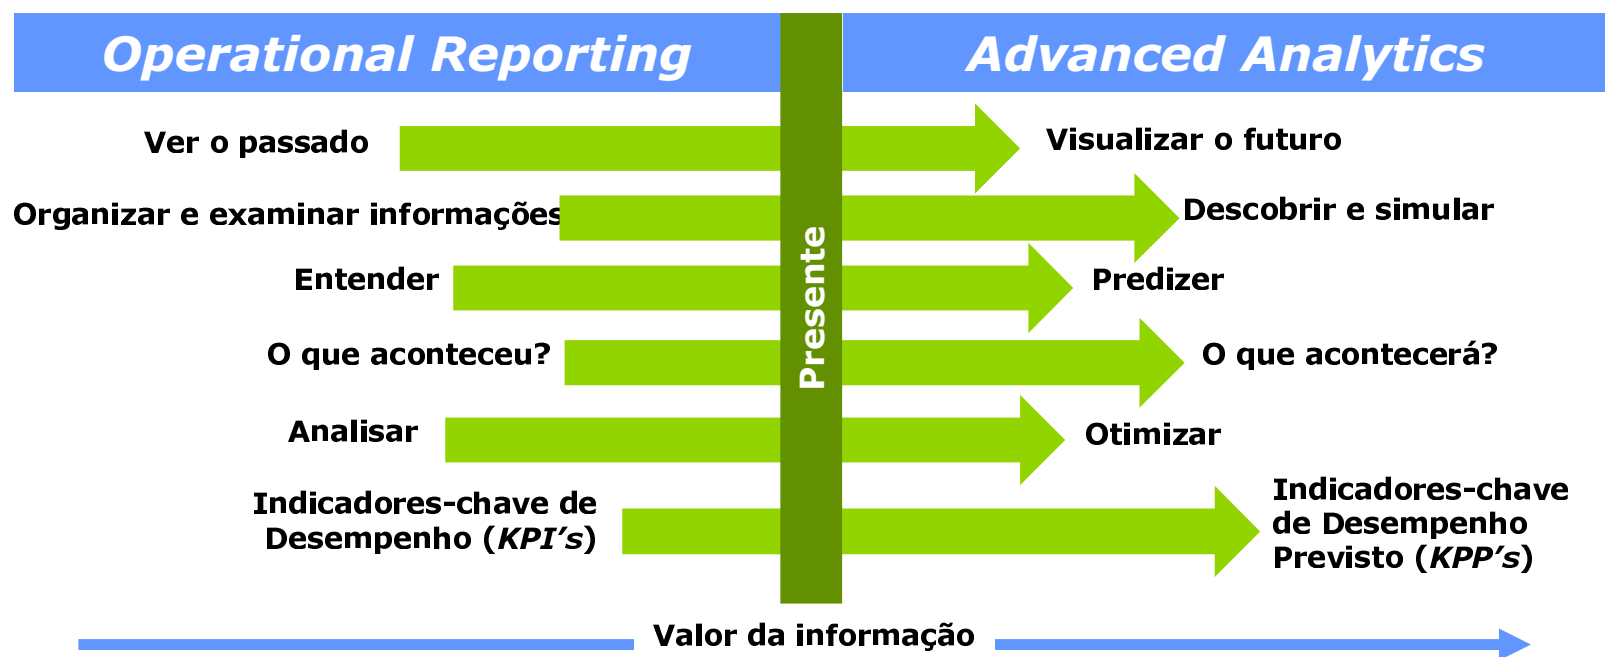 Operational Reporting
Advanced Analytics
Presente
Ver o passado
Visualizar o futuro
Organizar e examinar informações
Descobrir e simular
Entender
Predizer
O que aconteceu?
O que acontecerá?
Analisar
Otimizar
Indicadores-chave de
Desempenho (KPI’s)
Indicadores-chave
de Desempenho
Previsto (KPP’s)
Valor da informação